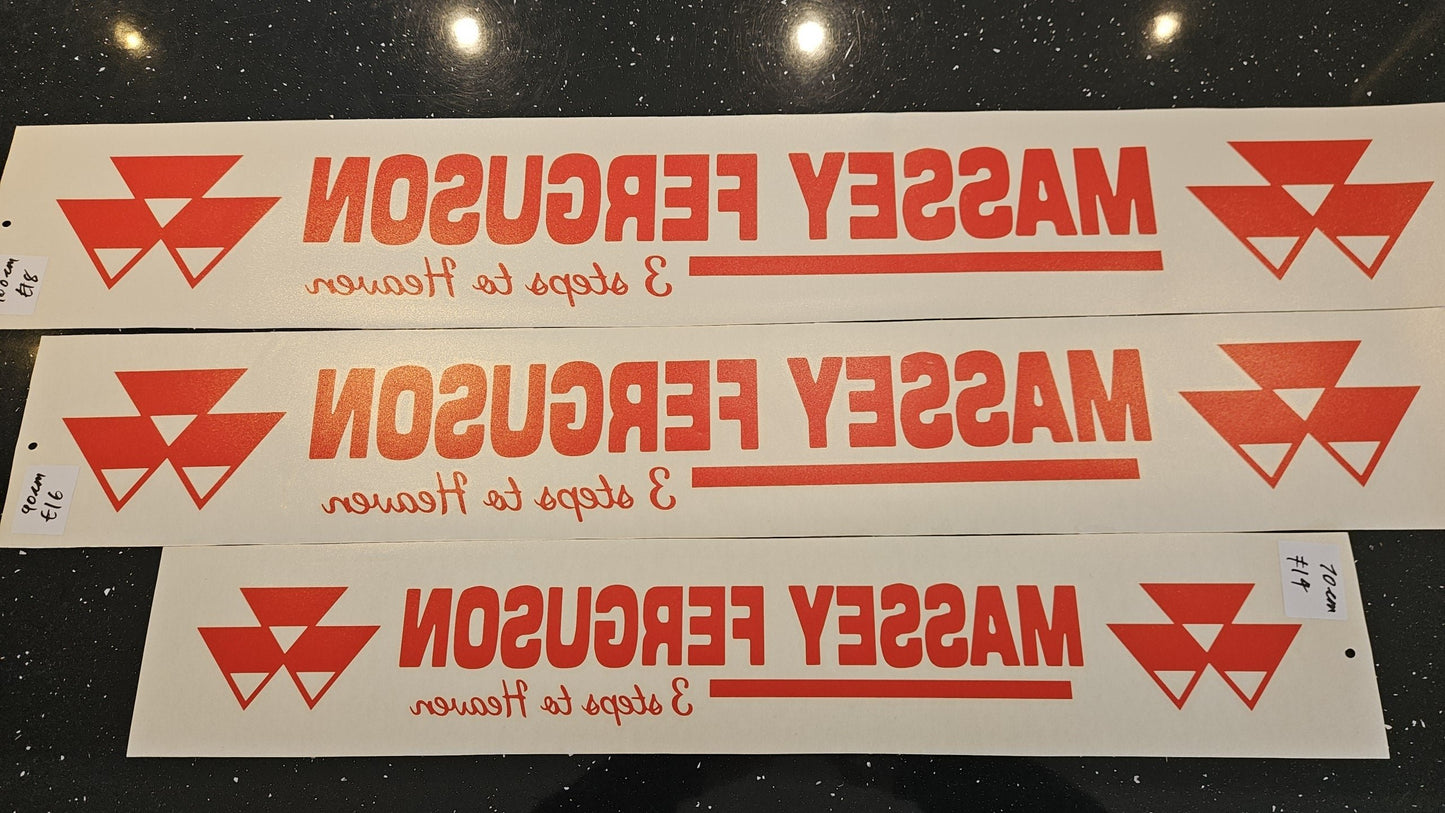 MASSEY FERGUSON
3 steps to Heaven
100cm
£18
MASSEY FERGUSON
3 steps to Heaven
90cm
£16
MASSEY FERGUSON
3 steps to Heaven
70cm
£14